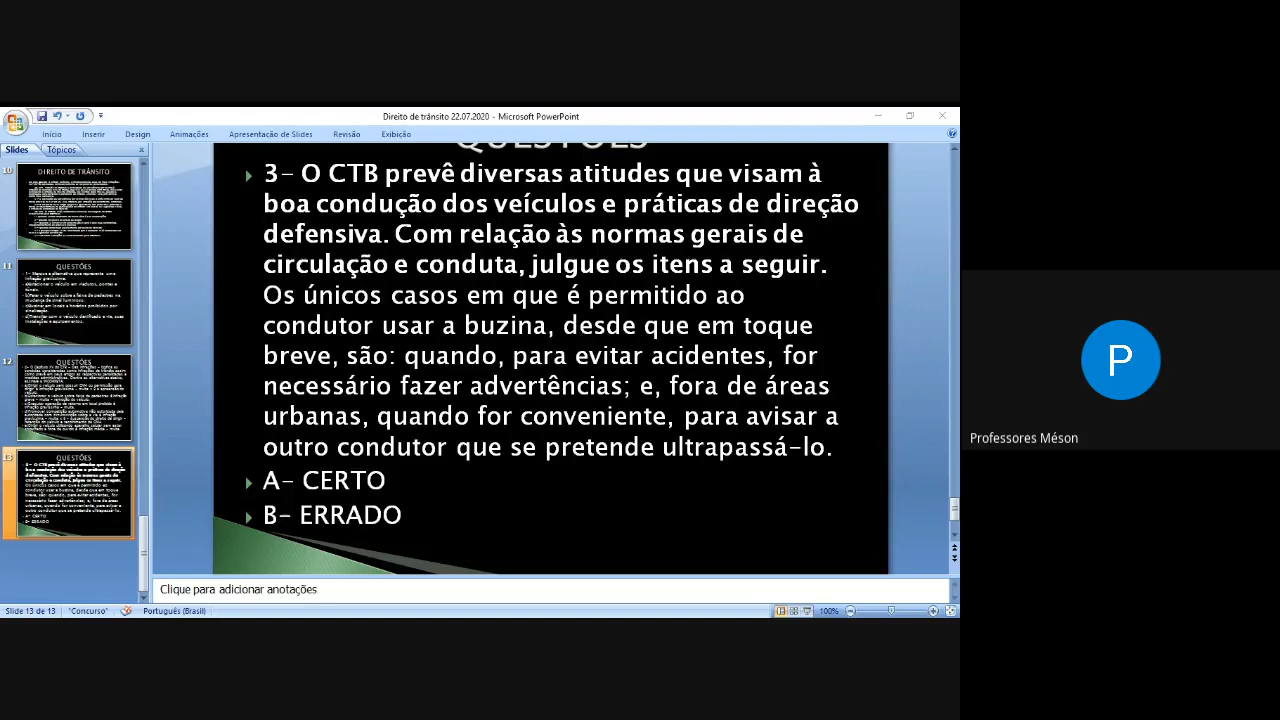 Direito de trânsito 22.07.2020 - Microsoft PowerPoint
Início Inserir Design Animações Apresentação de Slides Revisão Exibição
Slides Tópicos
10
DIREITO DE TRÂNSITO
11
QUESTÕES
12
QUESTÕES
13
QUESTÕES
QUESTÕES
3- O CTB prevê diversas atitudes que visam à
boa condução dos veículos e práticas de direção
defensiva. Com relação às normas gerais de
circulação e conduta, julgue os itens a seguir.
Os únicos casos em que é permitido ao
condutor usar a buzina, desde que em toque
breve, são: quando, para evitar acidentes, for
necessário fazer advertências; e, fora de áreas
urbanas, quando for conveniente, para avisar a
outro condutor que se pretende ultrapassá-lo.
A- CERTO
B- ERRADO
Clique para adicionar anotações
Slide 13 de 13 "Concurso" Português (Brasil) 100%
P
Professores Méson